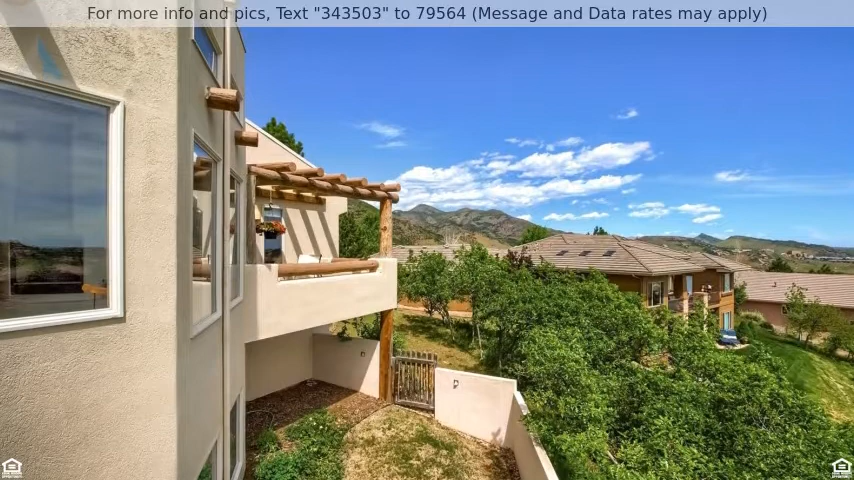 For more info and pics, Text "343503" to 79564 (Message and Data rates may apply)